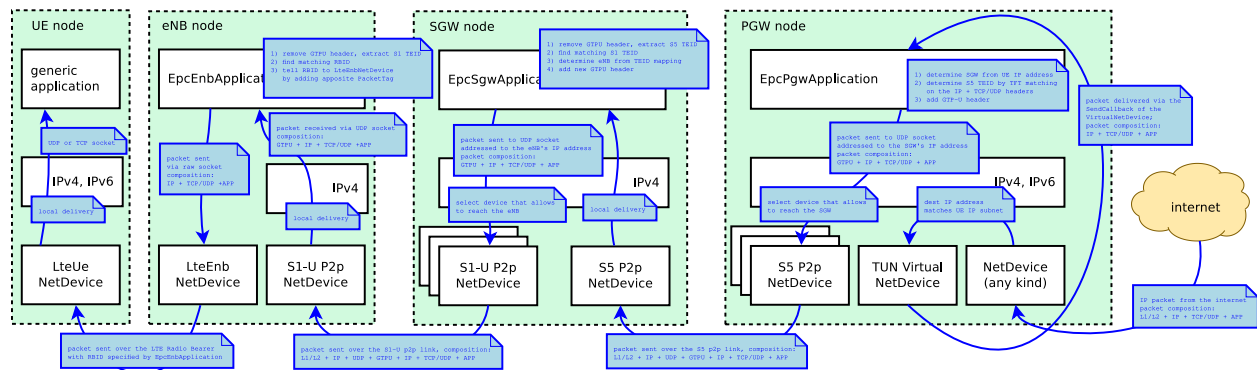 UE node
generic
application
UDP or TCP socket
IPv4, IPv6
local delivery
LteUe
NetDevice
packet sent over the LTE Radio Bearer
with RBID specified by EpcEnbApplication
eNB node
EpcEnbApplicat
1) remove GTPU header, extract S1 TEID
2) find matching RBID
3) tell RBID to LteEnbNetDevice
by adding apposite PacketTag
packet received via UDP socket
composition:
GTPU + IP + TCP/UDP +APP
packet sent
via raw socket
composition:
IP + TCP/UDP +APP
IPv4
local delivery
LteEnb
NetDevice
S1-U P2p
NetDevice
packet sent over the S1-U p2p link, composition:
L1/L2 + IP + UDP + GTPU + IP + TCP/UDP + APP
SGW node
EpcSgwApplicat
1) remove GTPU header, extract S5 TEID
2) find matching S1 TEID
3) determine eNB from TEID mapping
4) add new GTPU header
packet sent to UDP socket
addressed to the eNB's IP address
packet composition:
GTPU + IP + TCP/UDP + APP
IPv4
select device that allows
to reach the eNB
local delivery
S1-U P2p
NetDevice
S5 P2p
NetDevice
packet sent over the S5 p2p link, composition:
L1/L2 + IP + UDP + GTPU + IP + TCP/UDP + APP
PGW node
EpcPgwApplication
1) determine SGW from UE IP address
2) determine S5 TEID by TFT matching
on the IP + TCP/UDP headers
3) add GTP-U header
packet sent to UDP socket
addressed to the SGW's IP address
packet composition:
GTPU + IP + TCP/UDP + APP
IPv4, IPv6
select device that allows
to reach the SGW
dest IP address
matches UE IP subnet
S5 P2p
NetDevice
TUN Virtual
NetDevice
NetDevice
(any kind)
packet delivered via the
SendCallback of the
VirtualNetDevice;
packet composition:
IP + TCP/UDP + APP
internet
IP packet from the internet
packet composition:
L1/L2 + IP + TCP/UDP + APP